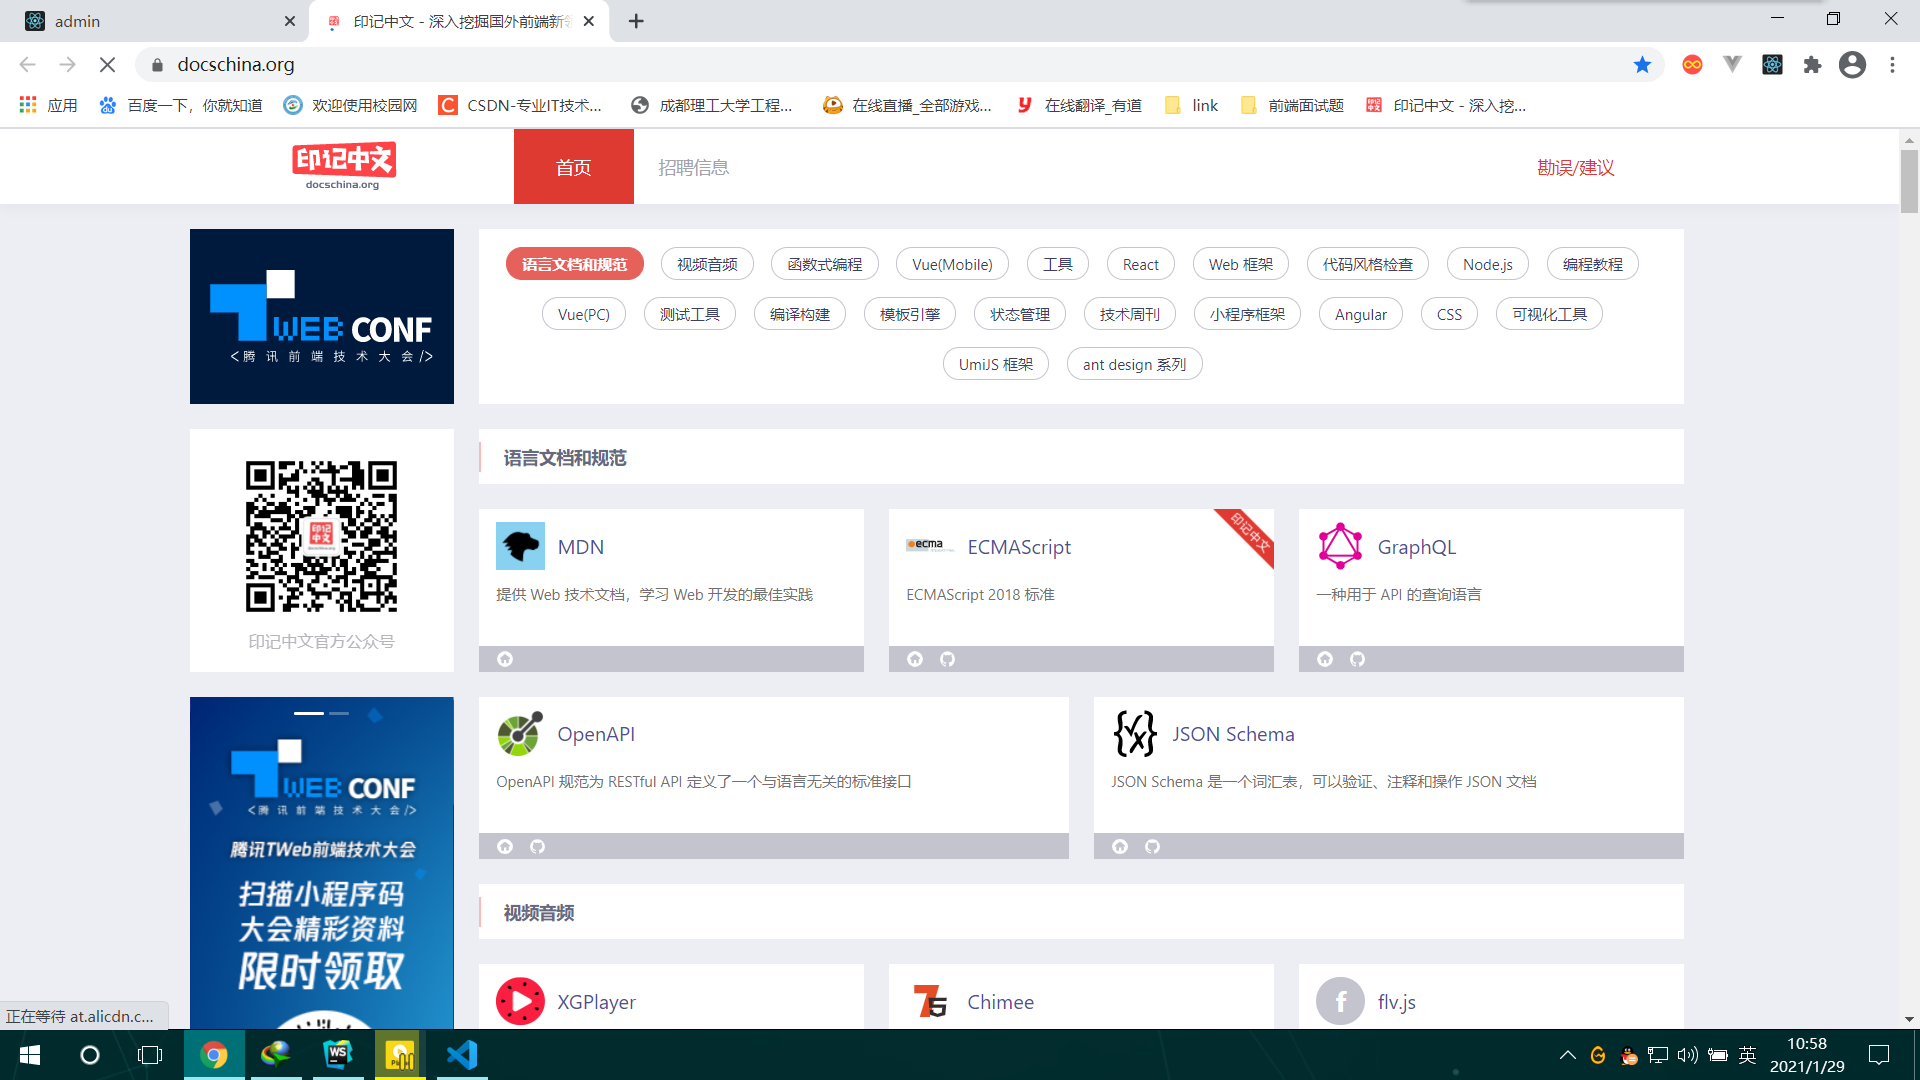 admin
印记中文 - 深入挖掘国外前端新领
docschina.org
应用
百度一下，你就知道
欢迎使用校园网
CSDN-专业IT技术...
成都理工大学工程...
在线直播_全部游戏...
在线翻译_有道
link
前端面试题
印记中文 - 深入挖...
印记中文
docschina.org
首页
招聘信息
勘误/建议
WEB CONF
<腾讯前端技术大会/>
语言文档和规范
视频音频
函数式编程
Vue(Mobile)
工具
React
Web 框架
代码风格检查
Node.js
编程教程
Vue(PC)
测试工具
编译构建
模板引擎
状态管理
技术周刊
小程序框架
Angular
CSS
可视化工具
UmiJS 框架
ant design 系列
印记中文
印记中文官方公众号
语言文档和规范
MDN
提供 Web 技术文档，学习 Web 开发的最佳实践
ecma
ECMAScript
印记中文
ECMAScript 2018 标准
GraphQL
一种用于 API 的查询语言
OpenAPI
OpenAPI 规范为 RESTful API 定义了一个与语言无关的标准接口
JSON Schema
JSON Schema 是一个词汇表，可以验证、注释和操作 JSON 文档
WEB CONF
<腾讯前端技术大会/>
腾讯TWeb前端技术大会
扫描小程序码
大会精彩资料
限时领取
视频音频
XGPlayer
Chimee
flv.js
正在等待 at.alicdn.c...
WS
英
10:58
2021/1/29